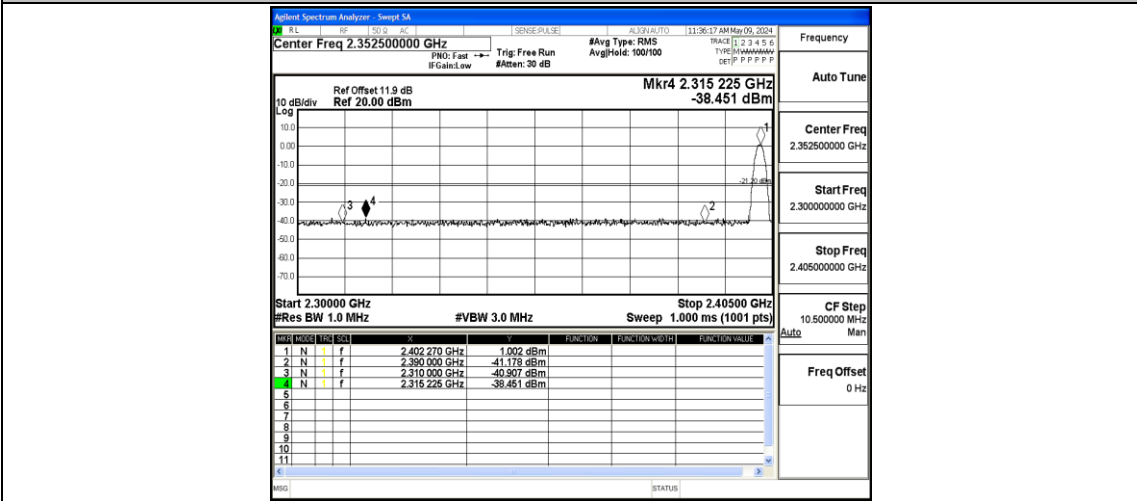 Agilent Spectrum Analyzer - Swept SA
RL RF 50 Ω AC SENSE:PULSE ALIGN AUTO 11:36:17 AM May 09, 2024
Center Freq 2.352500000 GHz #Avg Type: RMS TRACE 1 2 3 4 5 6
PNO: Fast Trig: Free Run Avg|Hold: 100/100 TYPE M
IFGain:Low #Atten: 30 dB DET P P P P P P
Frequency
Auto Tune
Mkr4 2.315 225 GHz
Ref Offset 11.9 dB
10 dB/div Ref 20.00 dBm -38.451 dBm
Log
10.0
0.00
-10.0
-20.0
-30.0
-40.0
-50.0
-60.0
-70.0
1
-21.20 dBm
3
4
2
Center Freq
2.352500000 GHz
Start Freq
2.300000000 GHz
Stop Freq
2.405000000 GHz
Start 2.30000 GHz Stop 2.40500 GHz
#Res BW 1.0 MHz #VBW 3.0 MHz Sweep 1.000 ms (1001 pts)
CF Step
10.500000 MHz
Auto Man
Freq Offset
0 Hz
MKR MODE TRC SCL X Y FUNCTION FUNCTION WIDTH FUNCTION VALUE
1 N 1 f 2.402 270 GHz 1.002 dBm
2 N 1 f 2.390 000 GHz -41.178 dBm
3 N 1 f 2.310 000 GHz -40.907 dBm
4 N 1 f 2.315 225 GHz -38.451 dBm
5
6
7
8
9
10
11
MSG STATUS